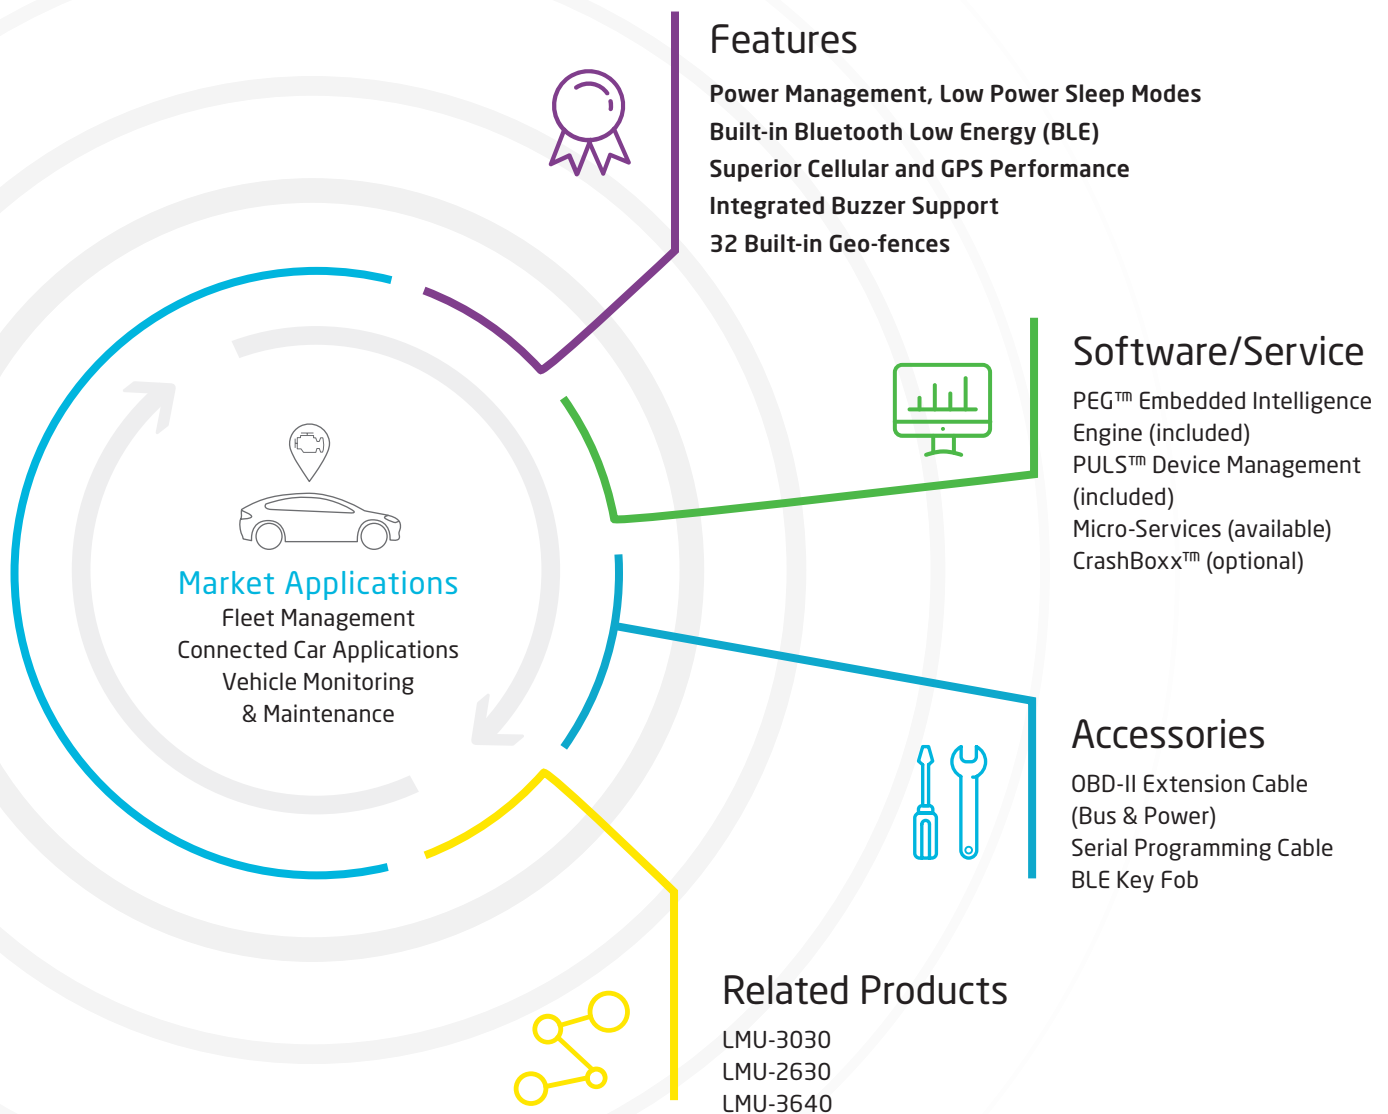 Features
Power Management, Low Power Sleep Modes
Built-in Bluetooth Low Energy (BLE)
Superior Cellular and GPS Performance
Integrated Buzzer Support
32 Built-in Geo-fences
Software/Service
PEG™ Embedded Intelligence
Engine (included)
PULS™ Device Management
(included)
Micro-Services (available)
CrashBoxx™ (optional)
Market Applications
Fleet Management
Connected Car Applications
Vehicle Monitoring
& Maintenance
Accessories
OBD-II Extension Cable
(Bus & Power)
Serial Programming Cable
BLE Key Fob
Related Products
LMU-3030
LMU-2630
LMU-3640